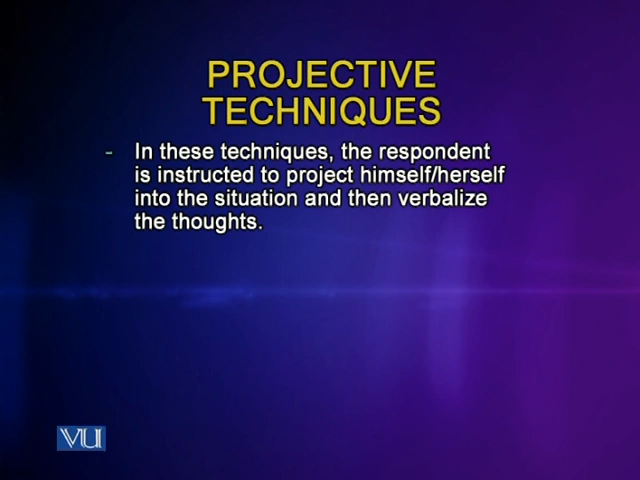 PROJECTIVE
TECHNIQUES
- In these techniques, the respondent
is instructed to project himself/herself
into the situation and then verbalize
the thoughts.
VU